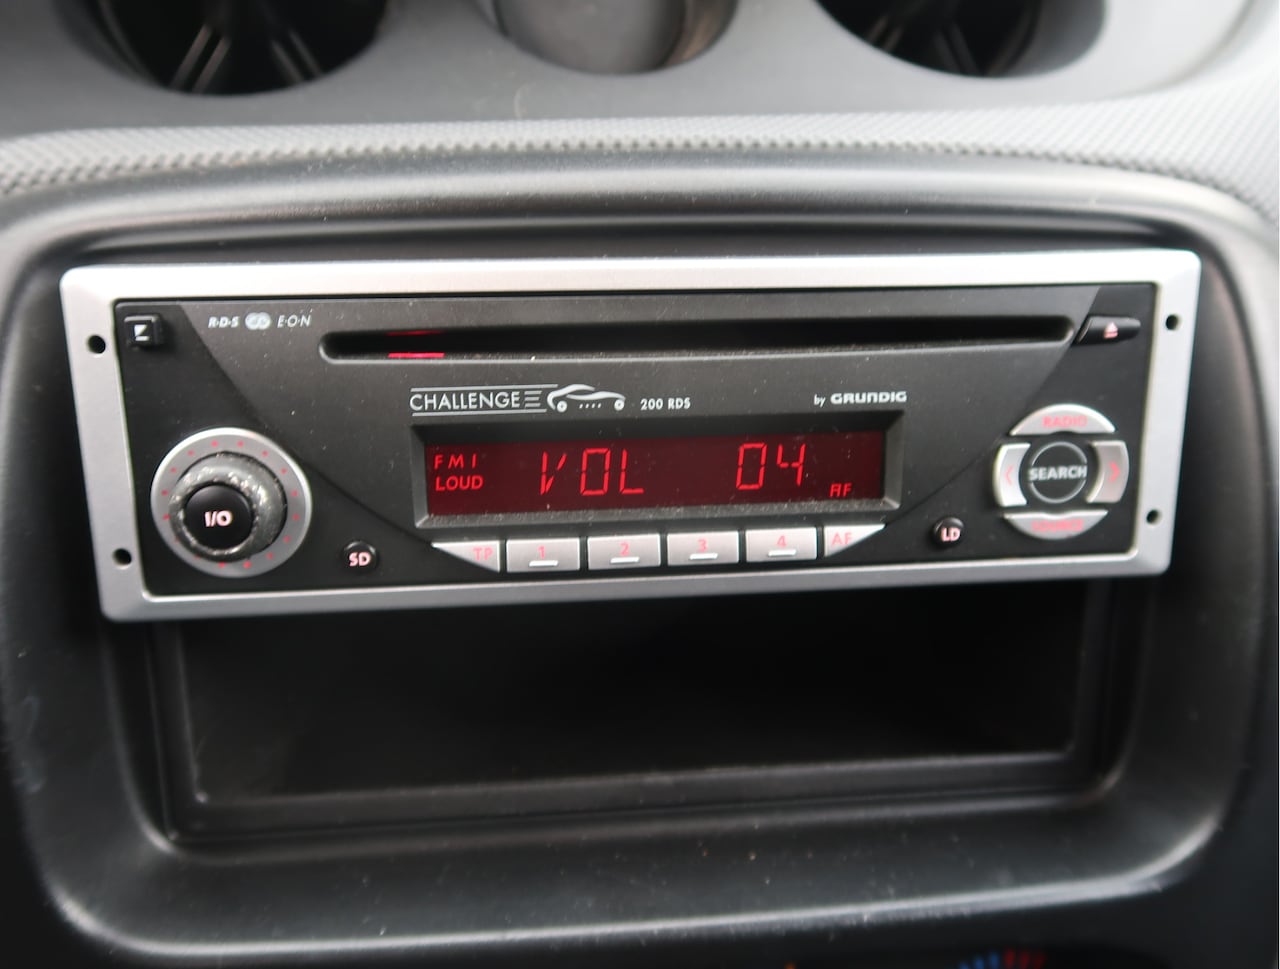 R·D·S E·O·N
CHALLENGE 200 RDS by GRUNDIG
FM1 VOL 04
LOUD AF
I/O
SD
TP 1 2 3 4 AF
LD
RADIO
< SEARCH >
SOURCE